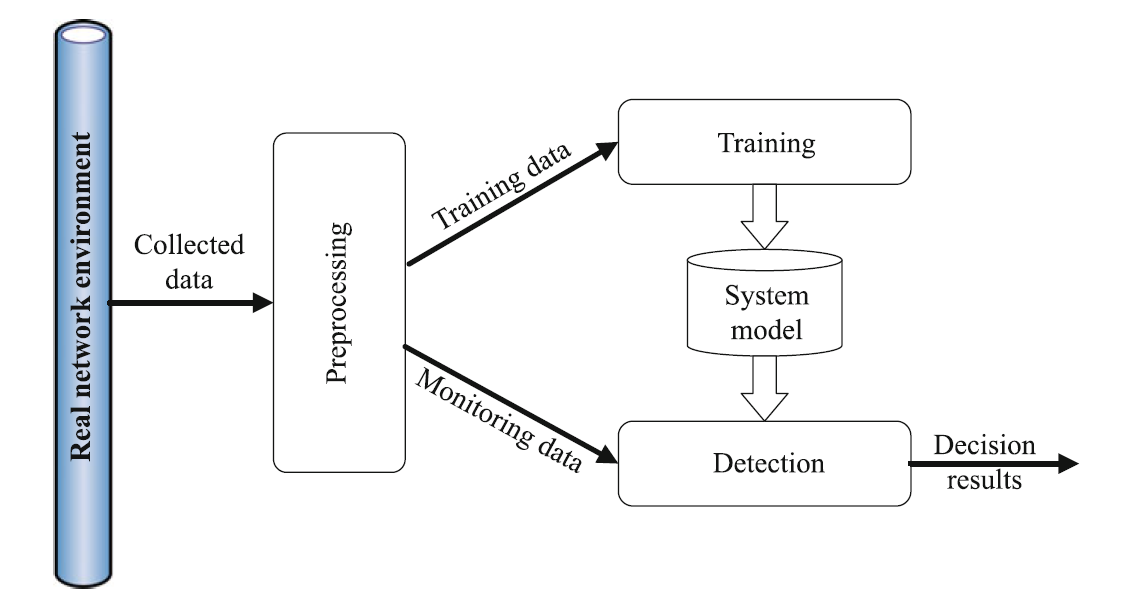 Real network environment
Collected
data
Preprocessing
Training data
Monitoring data
Training
System
model
Detection
Decision
results